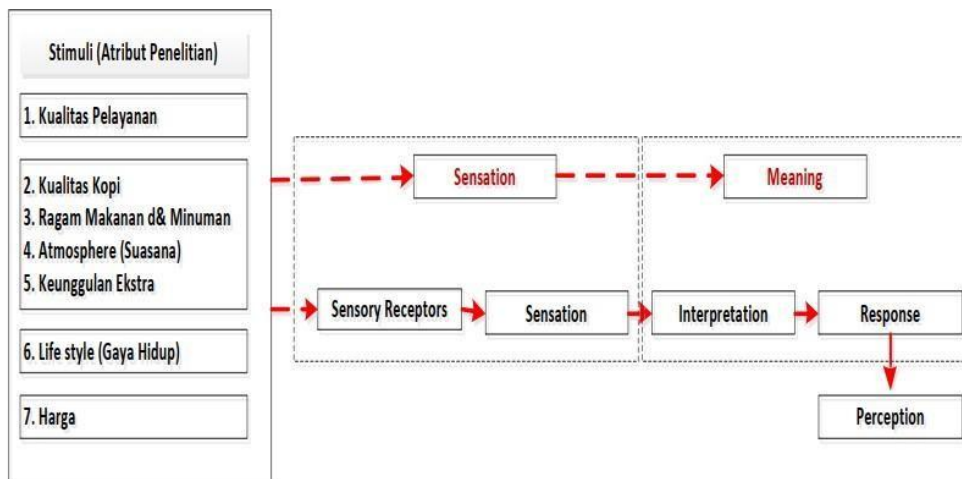 Stimuli (Atribut Penelitian)
1. Kualitas Pelayanan
2. Kualitas Kopi
3. Ragam Makanan d& Minuman
4. Atmosphere (Suasana)
5. Keunggulan Ekstra
6. Life style (Gaya Hidup)
7. Harga
Sensation
Meaning
Sensory Receptors
Sensation
Interpretation
Response
Perception